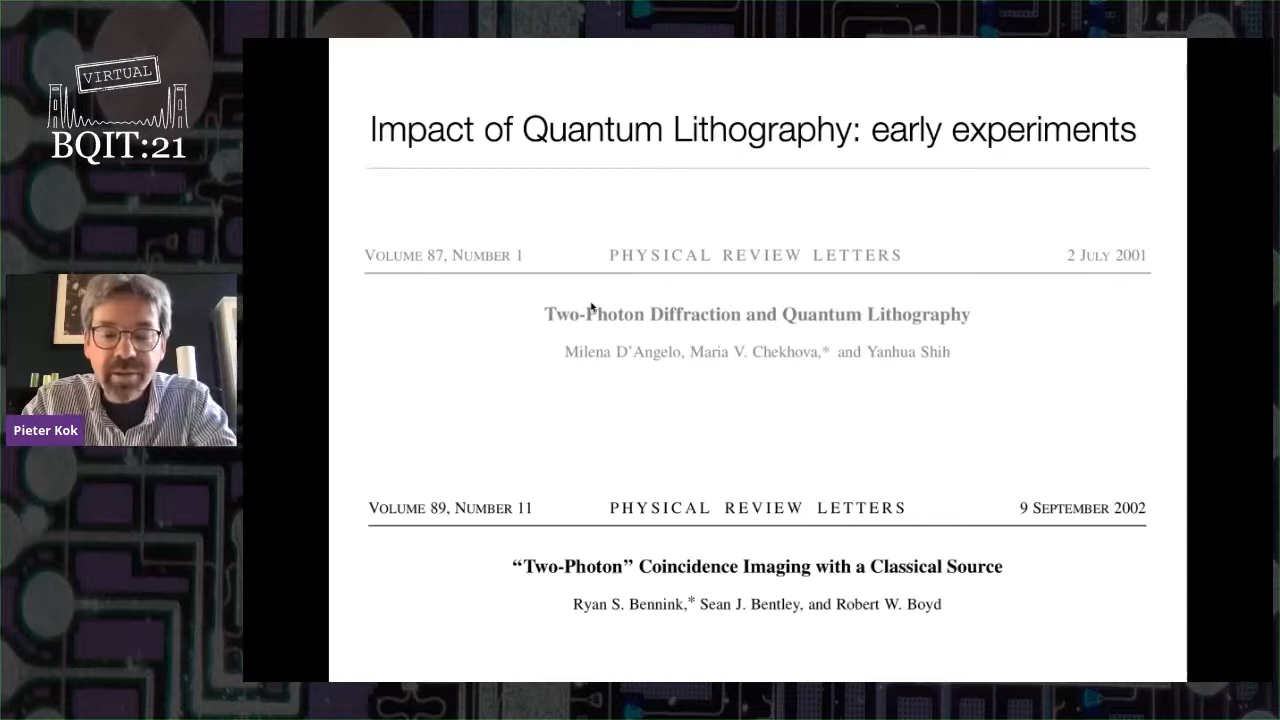 VIRTUAL
BQIT:21
Pieter Kok
Impact of Quantum Lithography: early experiments
VOLUME 87, NUMBER 1 PHYSICAL REVIEW LETTERS 2 JULY 2001
Two-Photon Diffraction and Quantum Lithography
Milena D'Angelo, Maria V. Chekhova,* and Yanhua Shih
VOLUME 89, NUMBER 11 PHYSICAL REVIEW LETTERS 9 SEPTEMBER 2002
“Two-Photon” Coincidence Imaging with a Classical Source
Ryan S. Bennink,* Sean J. Bentley, and Robert W. Boyd